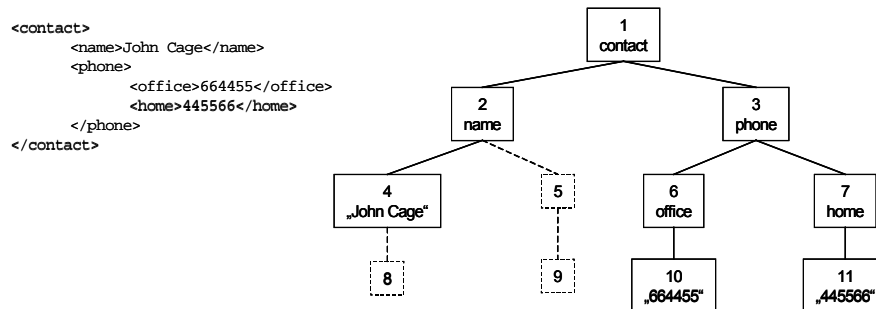 <contact>
<name>John Cage</name>
<phone>
<office>664455</office>
<home>445566</home>
</phone>
</contact>
1
contact
2
name
3
phone
4
„John Cage“
5
6
office
7
home
8
9
10
„664455“
11
„445566“